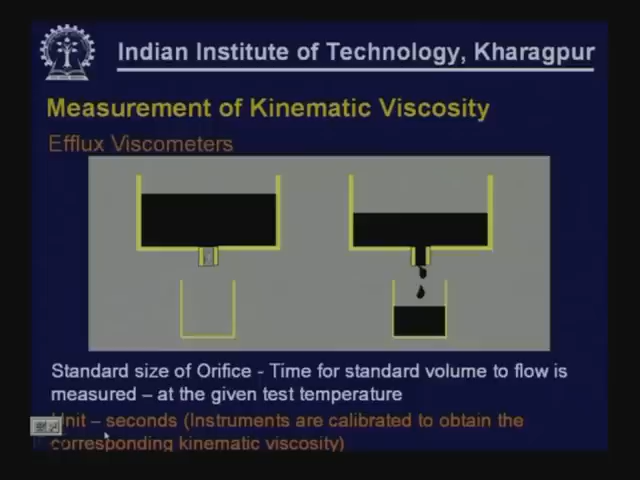 Indian Institute of Technology, Kharagpur
Measurement of Kinematic Viscosity
Efflux Viscometers
Standard size of Orifice - Time for standard volume to flow is
measured – at the given test temperature
Unit – seconds (Instruments are calibrated to obtain the
corresponding kinematic viscosity)